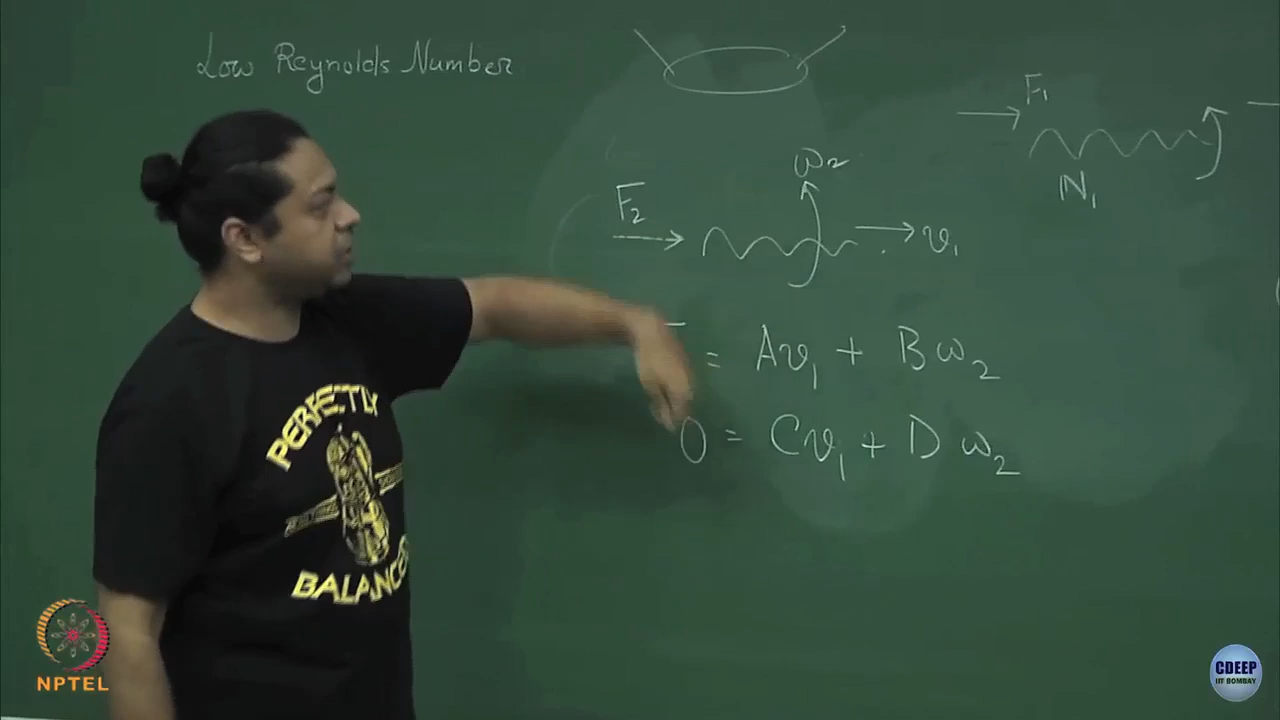 Low Reynolds Number
F₁
N₁
ω₂
F₂
v₁
= Av₁ + Bω₂
0 = Cv₁ + Dω₂
PERFECTLY
BALANCED
NPTEL
CDEEP
IIT BOMBAY